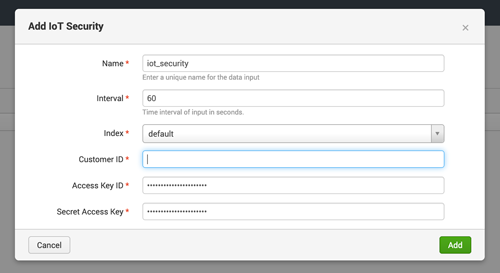 Add IoT Security
×
Name * iot_security
Enter a unique name for the data input
Interval * 60
Time interval of input in seconds.
Index * default
Customer ID *
Access Key ID * ••••••••••••••••••••••
Secret Access Key * ••••••••••••••••••••••
Cancel Add